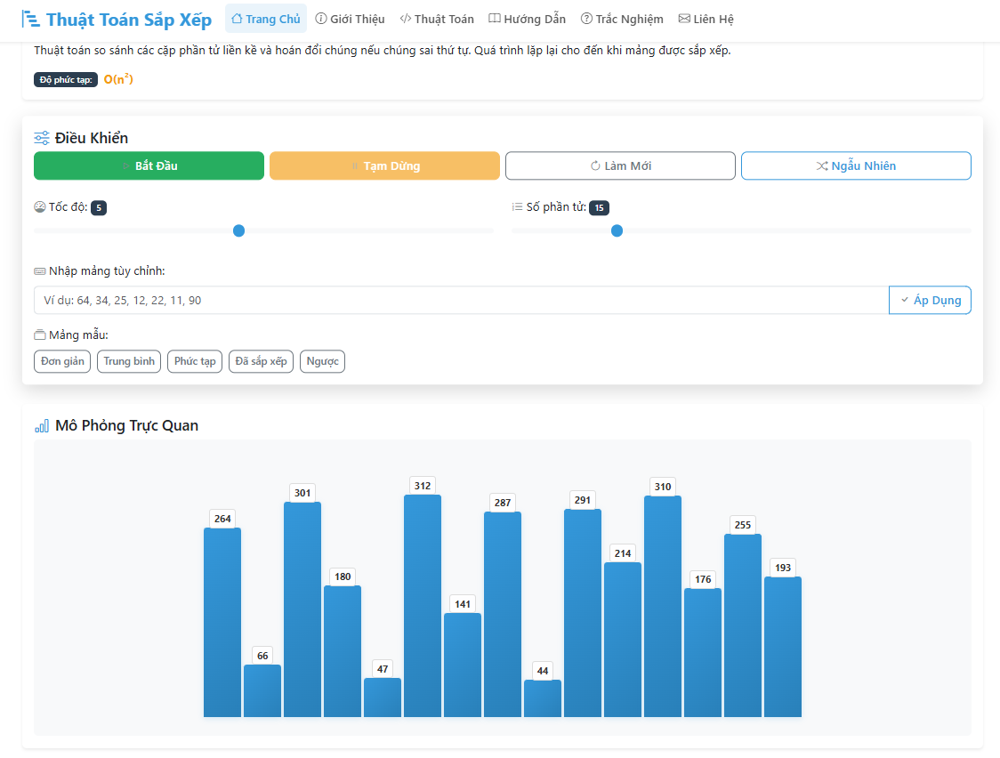 Thuật Toán Sắp Xếp Trang Chủ Giới Thiệu Thuật Toán Hướng Dẫn Trắc Nghiệm Liên Hệ
Thuật toán so sánh các cặp phần tử liền kề và hoán đổi chúng nếu chúng sai thứ tự. Quá trình lặp lại cho đến khi mảng được sắp xếp.
Độ phức tạp: O(n²)
Điều Khiển
Bắt Đầu Tạm Dừng Làm Mới Ngẫu Nhiên
Tốc độ: 5 Số phần tử: 15
Nhập mảng tùy chỉnh:
Ví dụ: 64, 34, 25, 12, 22, 11, 90 Áp Dụng
Mảng mẫu:
Đơn giản Trung bình Phức tạp Đã sắp xếp Ngược
Mô Phỏng Trực Quan
264 66 301 180 47 312 141 287 44 291 214 310 176 255 193